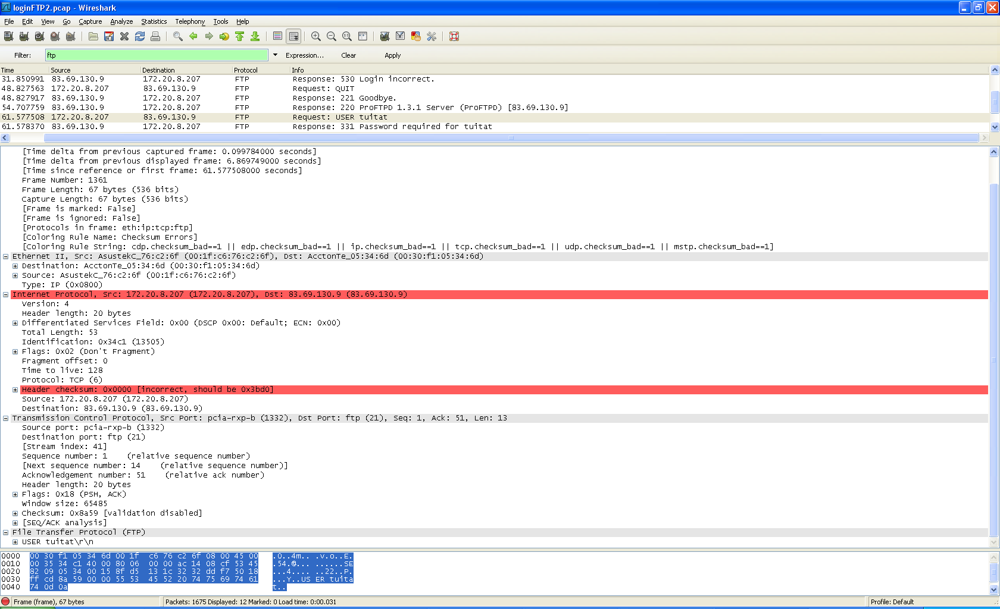 loginFTP2.pcap - Wireshark
File Edit View Go Capture Analyze Statistics Telephony Tools Help
Filter: ftp Expression... Clear Apply
Time Source Destination Protocol Info
31.850991 83.69.130.9 172.20.8.207 FTP Response: 530 Login incorrect.
48.827563 172.20.8.207 83.69.130.9 FTP Request: QUIT
48.827917 83.69.130.9 172.20.8.207 FTP Response: 221 Goodbye.
54.707759 83.69.130.9 172.20.8.207 FTP Response: 220 ProFTPD 1.3.1 Server (ProFTPD) [83.69.130.9]
61.577508 172.20.8.207 83.69.130.9 FTP Request: USER tuitat
61.578370 83.69.130.9 172.20.8.207 FTP Response: 331 Password required for tuitat
[Time delta from previous captured frame: 0.099784000 seconds]
[Time delta from previous displayed frame: 6.869749000 seconds]
[Time since reference or first frame: 61.577508000 seconds]
Frame Number: 1361
Frame Length: 67 bytes (536 bits)
Capture Length: 67 bytes (536 bits)
[Frame is marked: False]
[Frame is ignored: False]
[Protocols in frame: eth:ip:tcp:ftp]
[Coloring Rule Name: Checksum Errors]
[Coloring Rule String: cdp.checksum_bad==1 || edp.checksum_bad==1 || ip.checksum_bad==1 || tcp.checksum_bad==1 || udp.checksum_bad==1 || mstp.checksum_bad==1]
Ethernet II, Src: AsustekC_76:c2:6f (00:1f:c6:76:c2:6f), Dst: AcctonTe_05:34:6d (00:30:f1:05:34:6d)
Destination: AcctonTe_05:34:6d (00:30:f1:05:34:6d)
Source: AsustekC_76:c2:6f (00:1f:c6:76:c2:6f)
Type: IP (0x0800)
Internet Protocol, Src: 172.20.8.207 (172.20.8.207), Dst: 83.69.130.9 (83.69.130.9)
Version: 4
Header length: 20 bytes
Differentiated Services Field: 0x00 (DSCP 0x00: Default; ECN: 0x00)
Total Length: 53
Identification: 0x34c1 (13505)
Flags: 0x02 (Don't Fragment)
Fragment offset: 0
Time to live: 128
Protocol: TCP (6)
Header checksum: 0x0000 [incorrect, should be 0x3bd0]
Source: 172.20.8.207 (172.20.8.207)
Destination: 83.69.130.9 (83.69.130.9)
Transmission Control Protocol, Src Port: pcia-rxp-b (1332), Dst Port: ftp (21), Seq: 1, Ack: 51, Len: 13
Source port: pcia-rxp-b (1332)
Destination port: ftp (21)
[Stream index: 41]
Sequence number: 1 (relative sequence number)
[Next sequence number: 14 (relative sequence number)]
Acknowledgement number: 51 (relative ack number)
Header length: 20 bytes
Flags: 0x18 (PSH, ACK)
Window size: 65485
Checksum: 0x8a59 [validation disabled]
[SEQ/ACK analysis]
File Transfer Protocol (FTP)
USER tuitat\r\n
0000 00 30 f1 05 34 6d 00 1f c6 76 c2 6f 08 00 45 00 .0..4m.. .v.o..E.
0010 00 35 34 c1 40 00 80 06 00 00 ac 14 08 cf 53 45 .54.@... ......SE
0020 82 09 05 34 00 15 8f d5 13 1c 32 32 dd f7 50 18 ...4.... ..22..P.
0030 ff cd 8a 59 00 00 55 53 45 52 20 74 75 69 74 61 ...Y..US ER tuita
0040 74 0d 0a t..
Frame (frame), 67 bytes Packets: 1675 Displayed: 12 Marked: 0 Load time: 0:00.031 Profile: Default